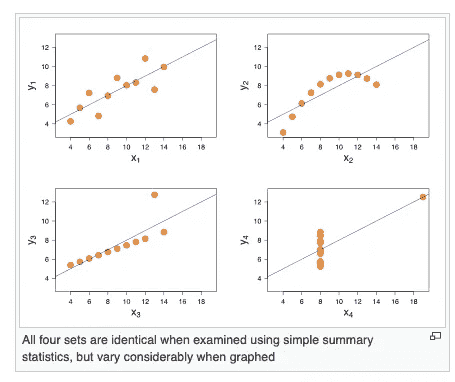 12
10
8
6
4
y1
4 6 8 10 12 14 16 18
x1
12
10
8
6
4
y2
4 6 8 10 12 14 16 18
x2
12
10
8
6
4
y3
4 6 8 10 12 14 16 18
x3
12
10
8
6
4
y4
4 6 8 10 12 14 16 18
x4
All four sets are identical when examined using simple summary
statistics, but vary considerably when graphed